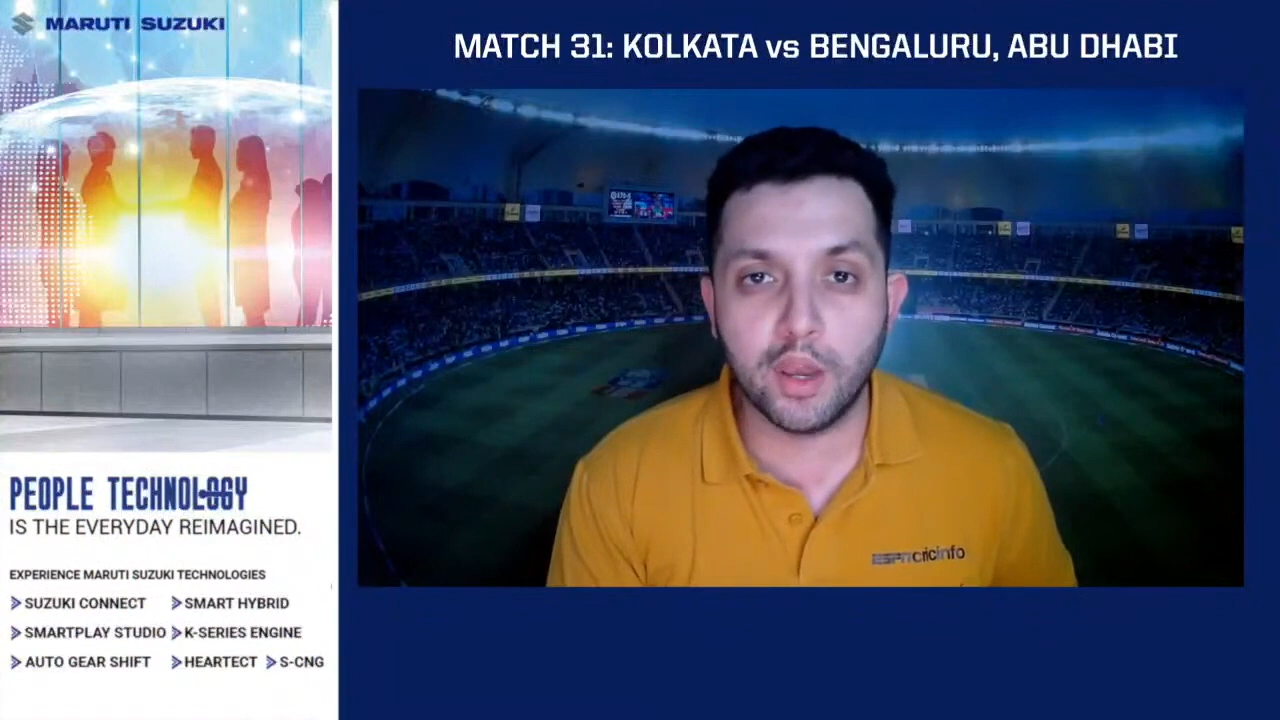 MARUTI SUZUKI
PEOPLE TECHNOLOGY
IS THE EVERYDAY REIMAGINED.
EXPERIENCE MARUTI SUZUKI TECHNOLOGIES
SUZUKI CONNECT
SMART HYBRID
SMARTPLAY STUDIO
K-SERIES ENGINE
AUTO GEAR SHIFT
HEARTECT
S-CNG
MATCH 31: KOLKATA vs BENGALURU, ABU DHABI
ESPNcricinfo